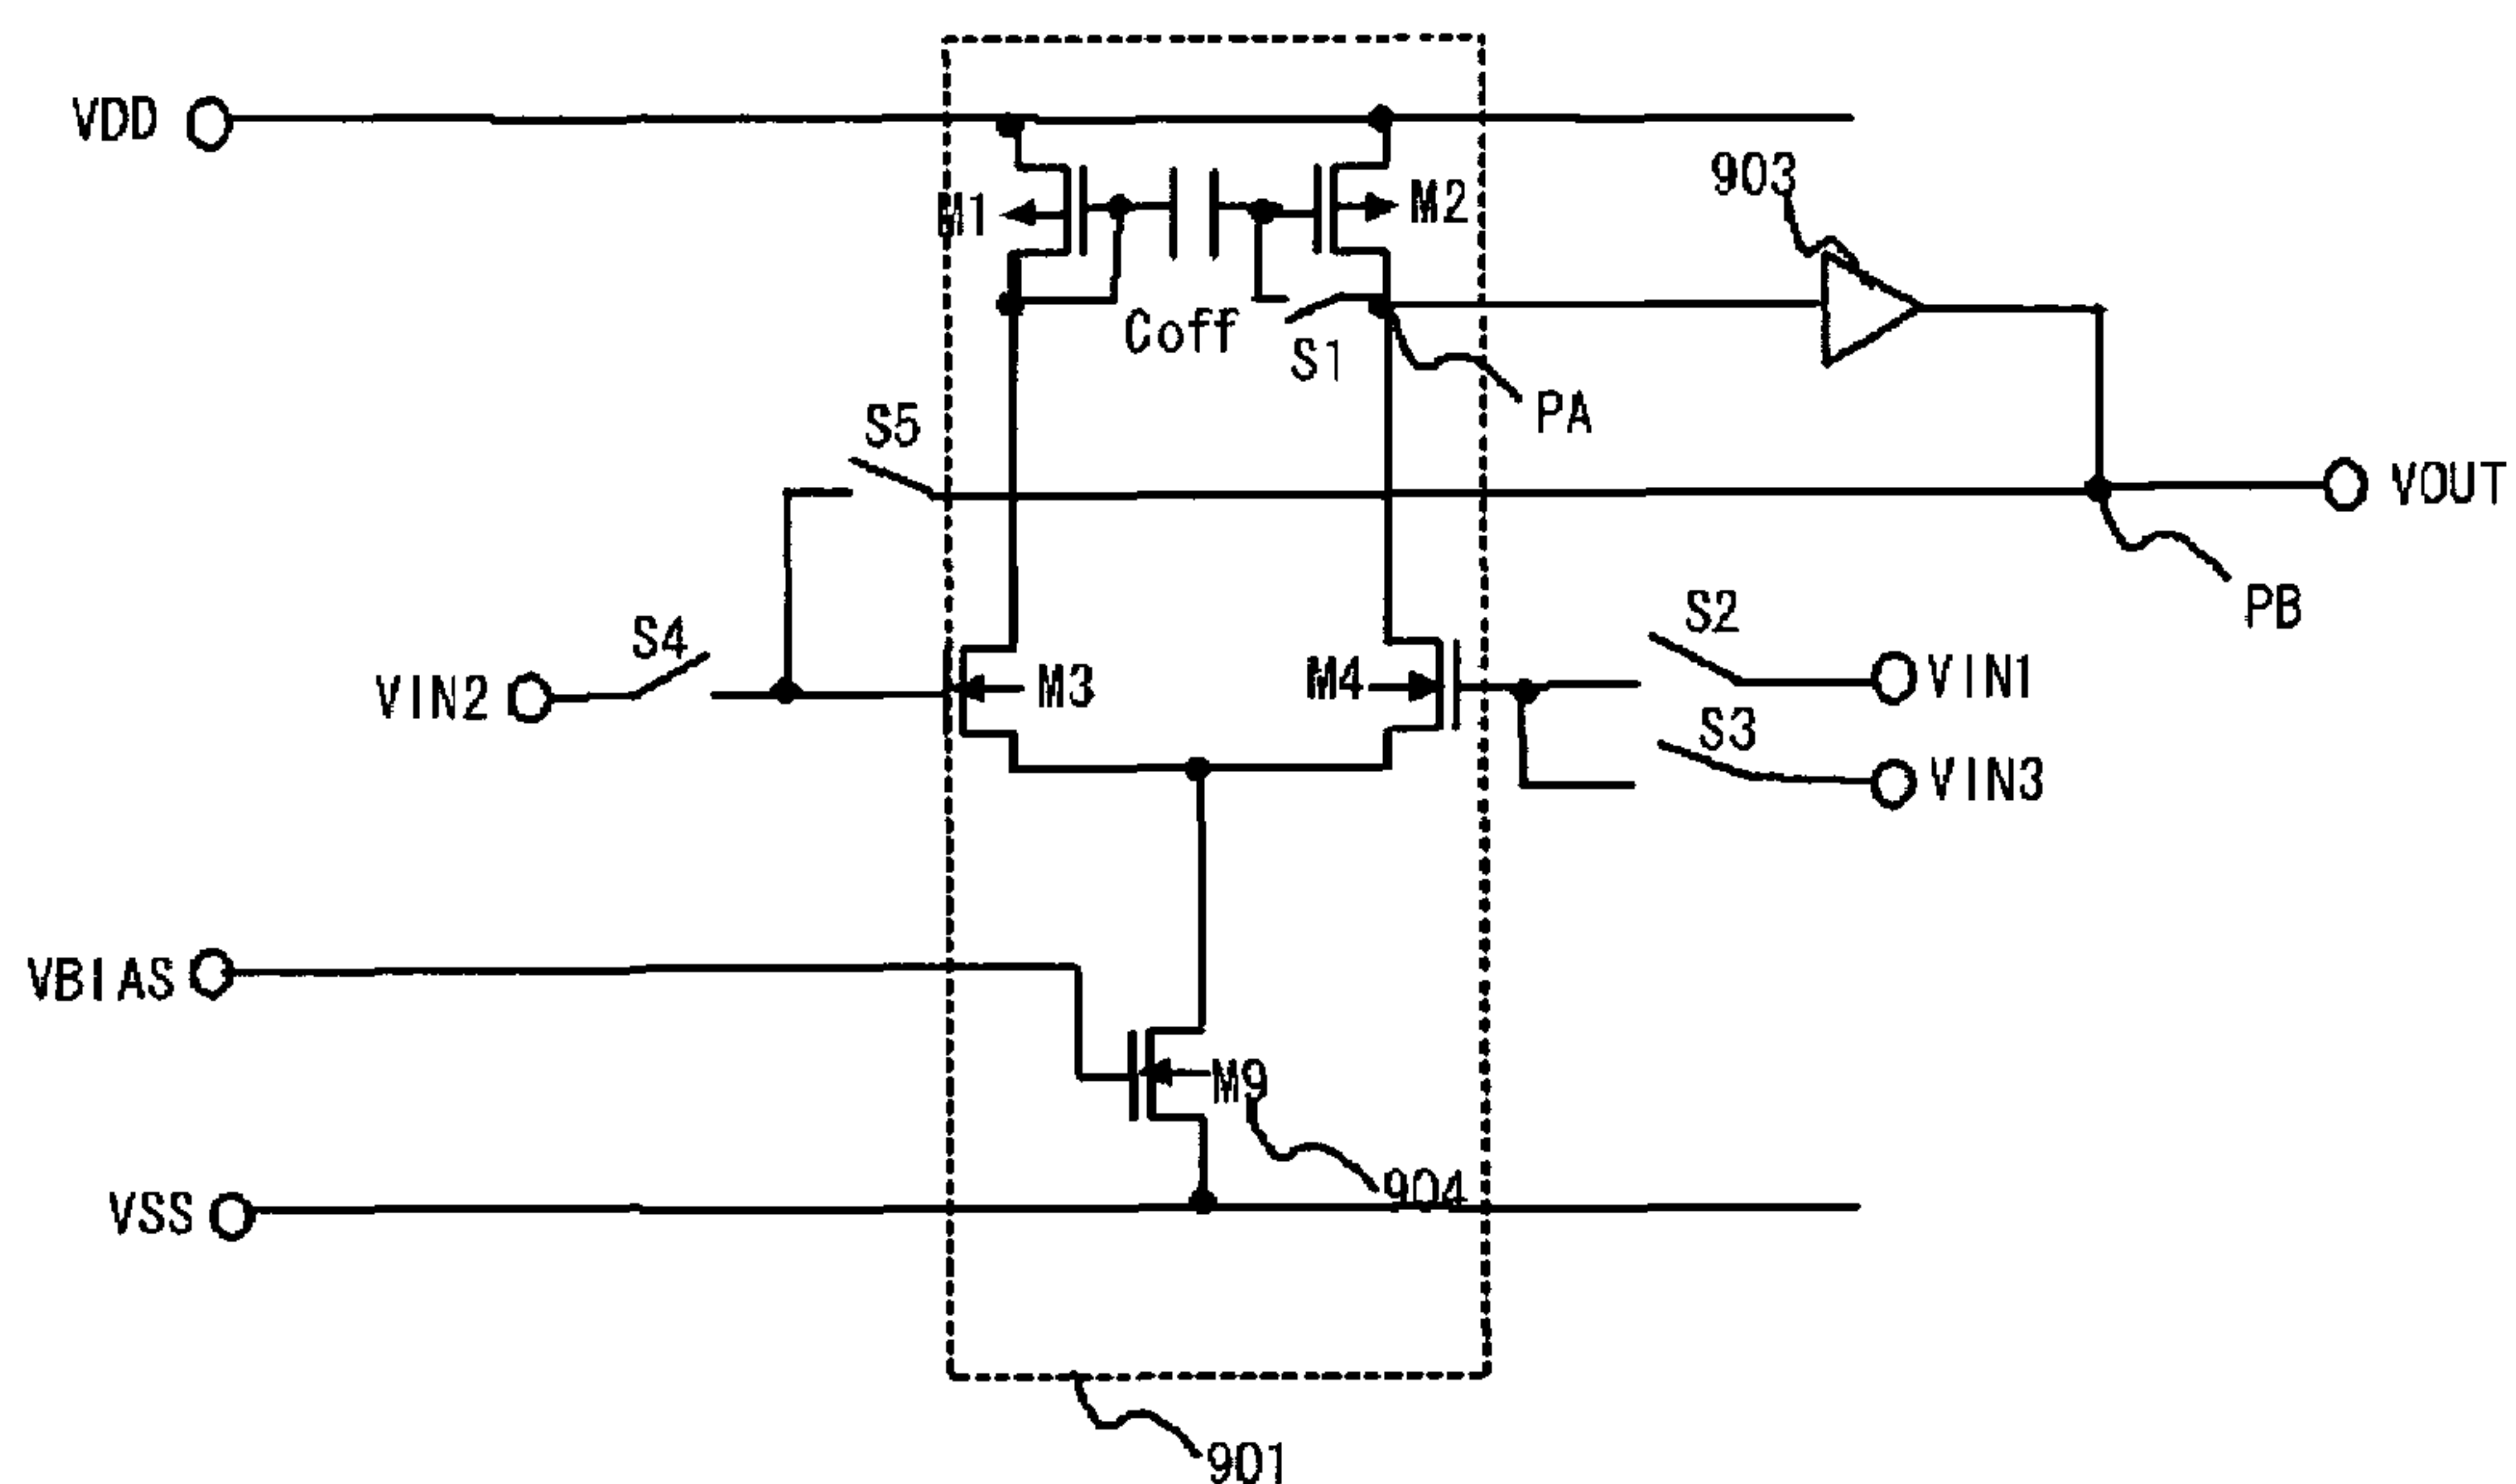 VDD
903
M1
M2
Coff
S1
PA
S5
VOUT
S2
PB
S4
VIN1
VIN2
M3
M4
S3
VIN3
VBIAS
M9
904
VSS
901